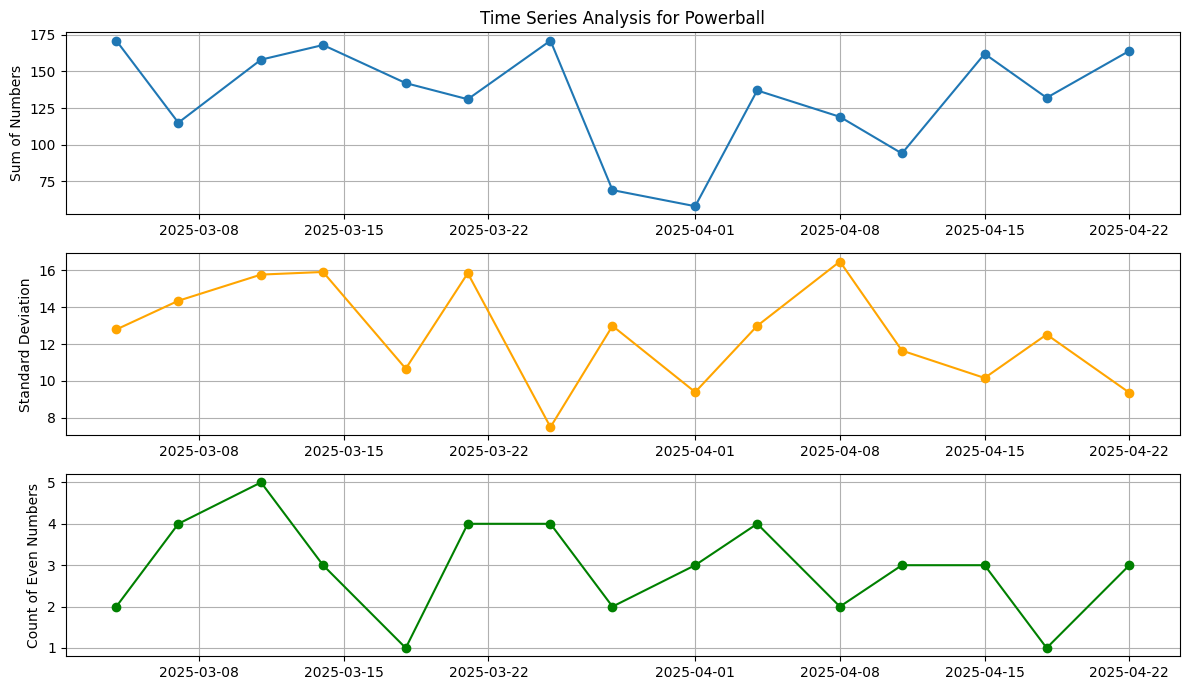 Time Series Analysis for Powerball
Sum of Numbers
175
150
125
100
75
2025-03-08 2025-03-15 2025-03-22 2025-04-01 2025-04-08 2025-04-15 2025-04-22
Standard Deviation
16
14
12
10
8
2025-03-08 2025-03-15 2025-03-22 2025-04-01 2025-04-08 2025-04-15 2025-04-22
Count of Even Numbers
5
4
3
2
1
2025-03-08 2025-03-15 2025-03-22 2025-04-01 2025-04-08 2025-04-15 2025-04-22